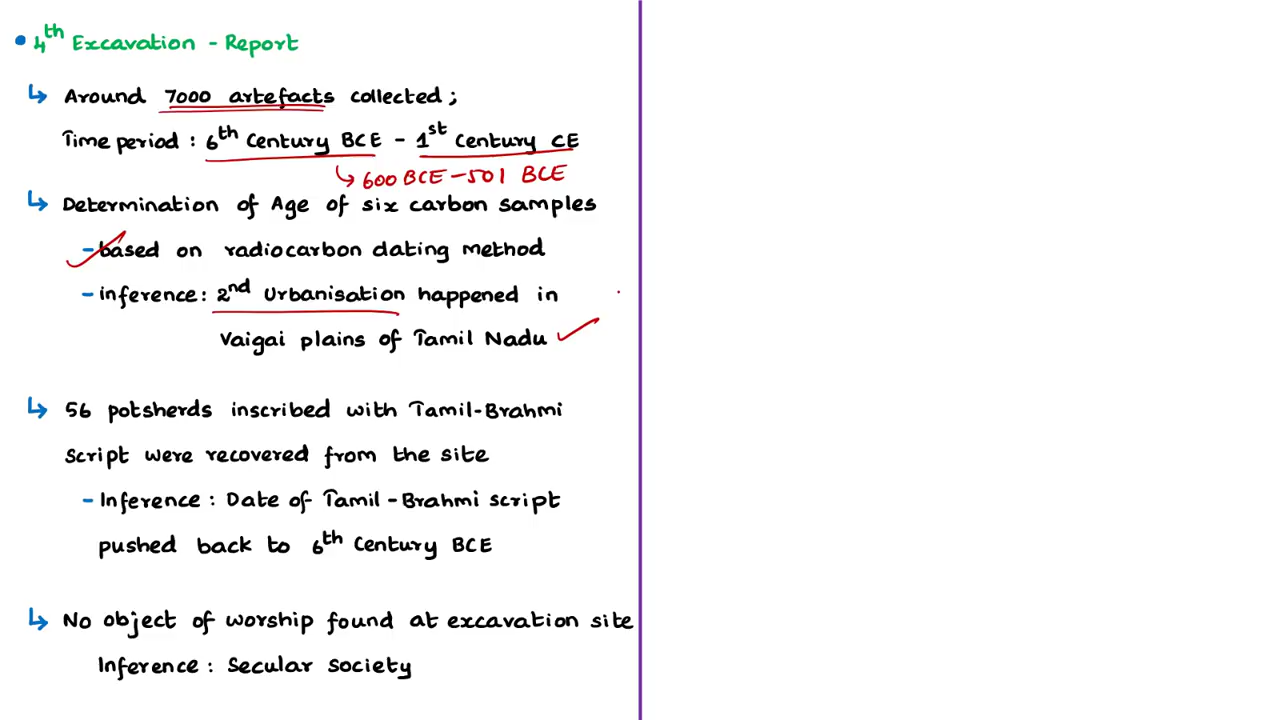 • 4th Excavation - Report
↳ Around 7000 artefacts collected;
Time period : 6th Century BCE - 1st Century CE
↳ 600 BCE - 501 BCE
↳ Determination of Age of six carbon samples
- based on radiocarbon dating method
- inference : 2nd Urbanisation happened in
Vaigai plains of Tamil Nadu
↳ 56 potsherds inscribed with Tamil-Brahmi
Script were recovered from the site
- Inference : Date of Tamil - Brahmi script
pushed back to 6th Century BCE
↳ No object of worship found at excavation site
Inference : Secular society